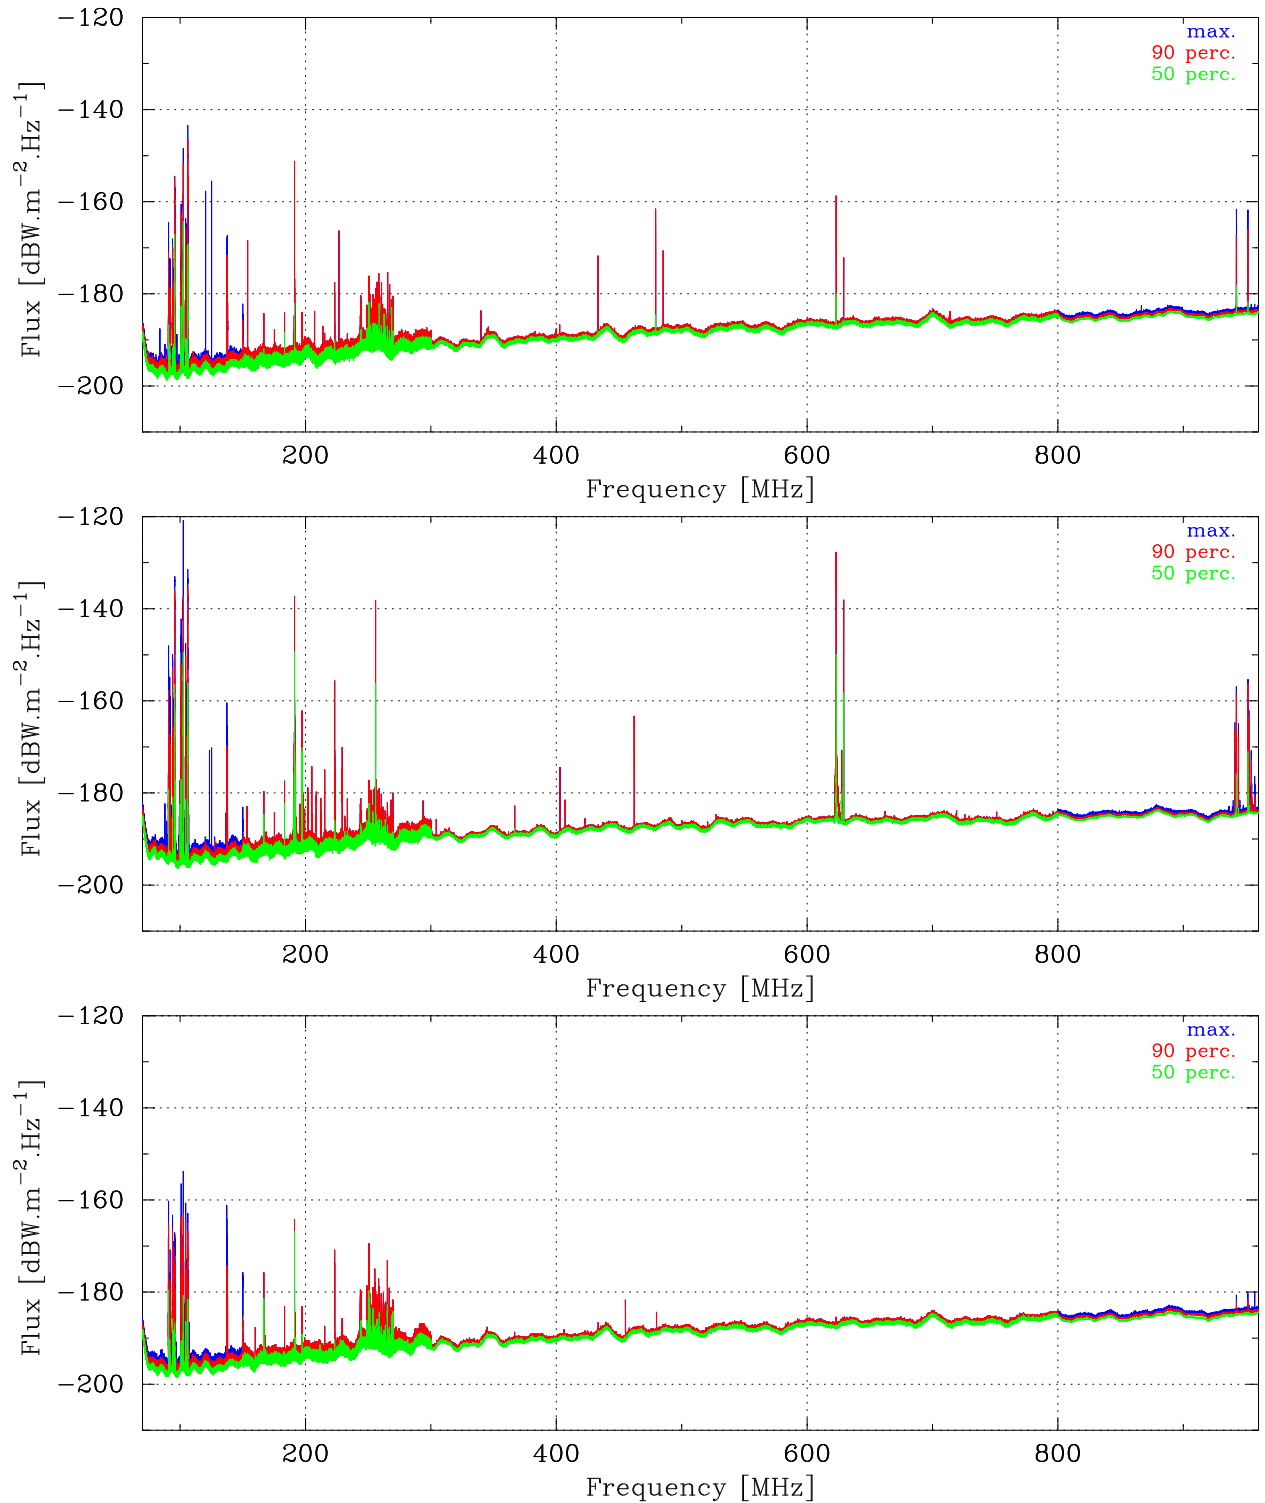 −120
−140
−160
−180
−200
Flux [dBW.m−2.Hz−1]
max.
90 perc.
50 perc.
200 400 600 800
Frequency [MHz]
−120
−140
−160
−180
−200
Flux [dBW.m−2.Hz−1]
max.
90 perc.
50 perc.
200 400 600 800
Frequency [MHz]
−120
−140
−160
−180
−200
Flux [dBW.m−2.Hz−1]
max.
90 perc.
50 perc.
200 400 600 800
Frequency [MHz]